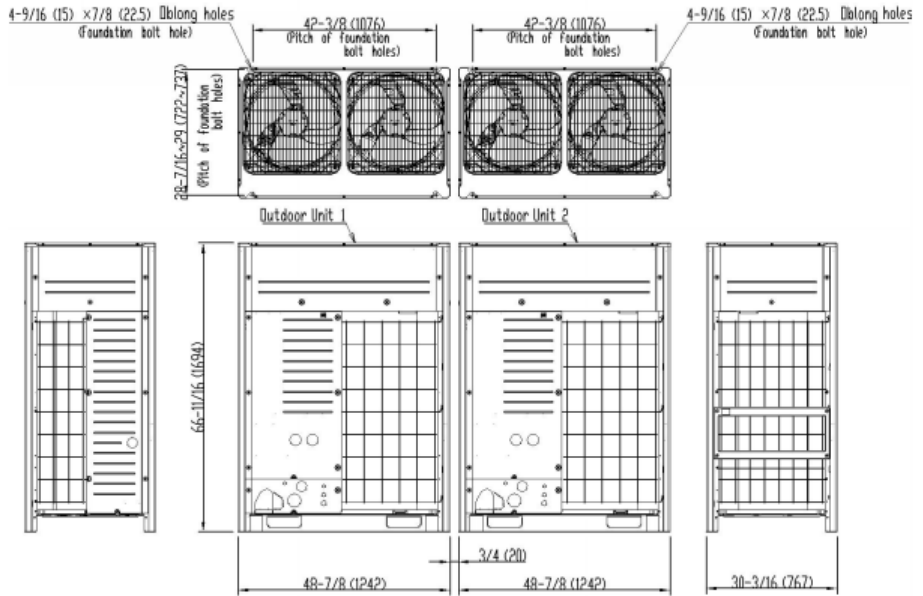 4-9/16 (15) ×7/8 (22.5) Oblong holes
(Foundation bolt hole)
42-3/8 (1076)
(Pitch of foundation
bolt holes)
42-3/8 (1076)
(Pitch of foundation
bolt holes)
4-9/16 (15) ×7/8 (22.5) Oblong holes
(Foundation bolt hole)
28-7/16~29 (722~737)
(Pitch of foundation
bolt holes)
Outdoor Unit 1
Outdoor Unit 2
66-11/16 (1694)
3/4 (20)
48-7/8 (1242)
48-7/8 (1242)
30-3/16 (767)